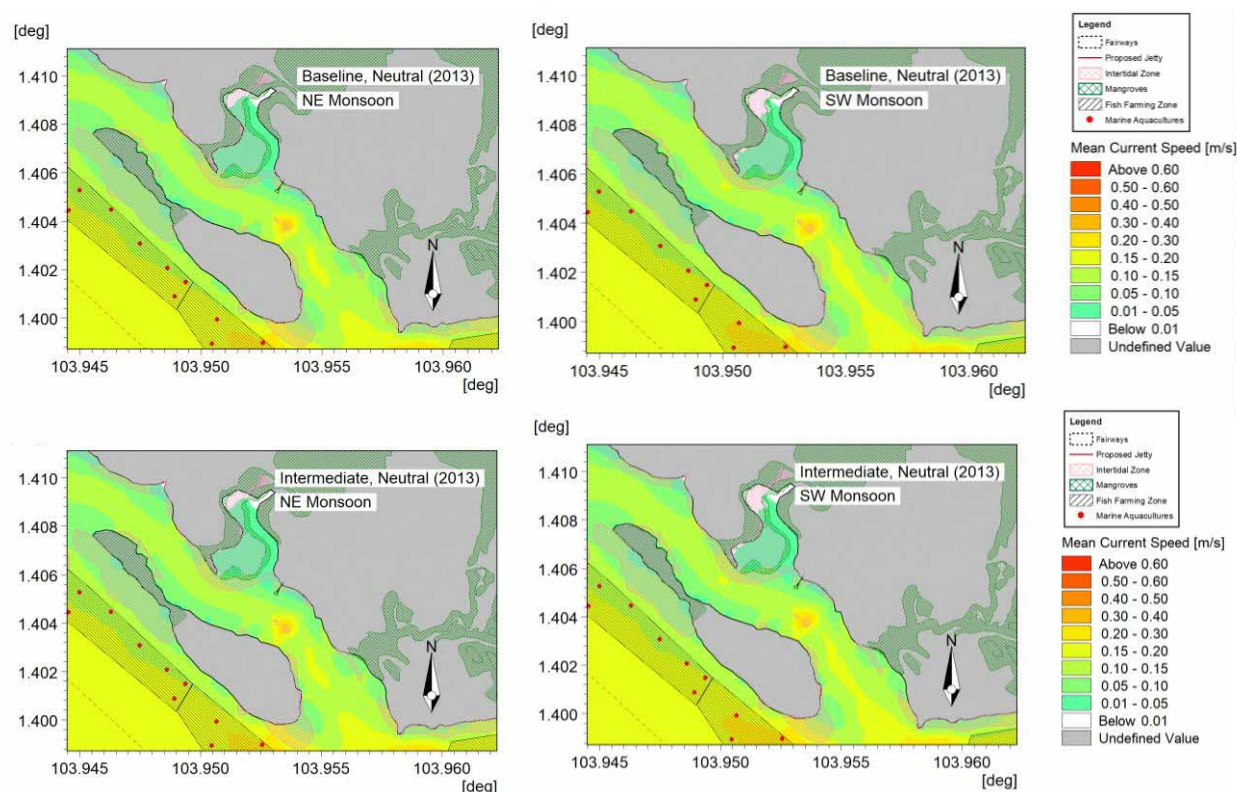 [deg]
1.410
1.408
1.406
1.404
1.402
1.400
Baseline, Neutral (2013)
NE Monsoon
N
103.945
103.950
103.955
103.960
[deg]
[deg]
1.410
1.408
1.406
1.404
1.402
1.400
Baseline, Neutral (2013)
SW Monsoon
N
103.945
103.950
103.955
103.960
[deg]
Legend
Fairways
Proposed Jetty
Intertidal Zone
Mangroves
Fish Farming Zone
Marine Aquacultures
Mean Current Speed [m/s]
Above 0.60
0.50 - 0.60
0.40 - 0.50
0.30 - 0.40
0.20 - 0.30
0.15 - 0.20
0.10 - 0.15
0.05 - 0.10
0.01 - 0.05
Below 0.01
Undefined Value
1.410
1.408
1.406
1.404
1.402
1.400
Intermediate, Neutral (2013)
NE Monsoon
N
103.945
103.950
103.955
103.960
[deg]
[deg]
1.410
1.408
1.406
1.404
1.402
1.400
Intermediate, Neutral (2013)
SW Monsoon
N
103.945
103.950
103.955
103.960
[deg]
Legend
Fairways
Proposed Jetty
Intertidal Zone
Mangroves
Fish Farming Zone
Marine Aquacultures
Mean Current Speed [m/s]
Above 0.60
0.50 - 0.60
0.40 - 0.50
0.30 - 0.40
0.20 - 0.30
0.15 - 0.20
0.10 - 0.15
0.05 - 0.10
0.01 - 0.05
Below 0.01
Undefined Value